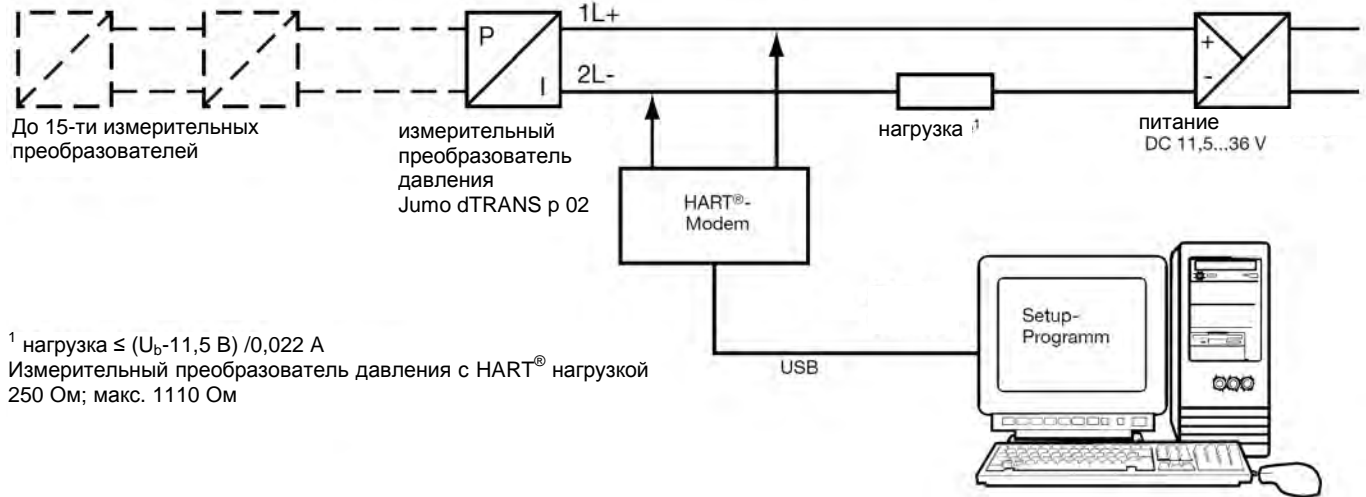 1L+
P
I
2L-
+
-
До 15-ти измерительных
преобразователей
измерительный
преобразователь
давления
Jumo dTRANS p 02
нагрузка 1
питание
DC 11,5...36 V
HART®-
Modem
Setup-
Programm
USB
1 нагрузка ≤ (Ub-11,5 В) /0,022 А
Измерительный преобразователь давления с HART® нагрузкой
250 Ом; макс. 1110 Ом